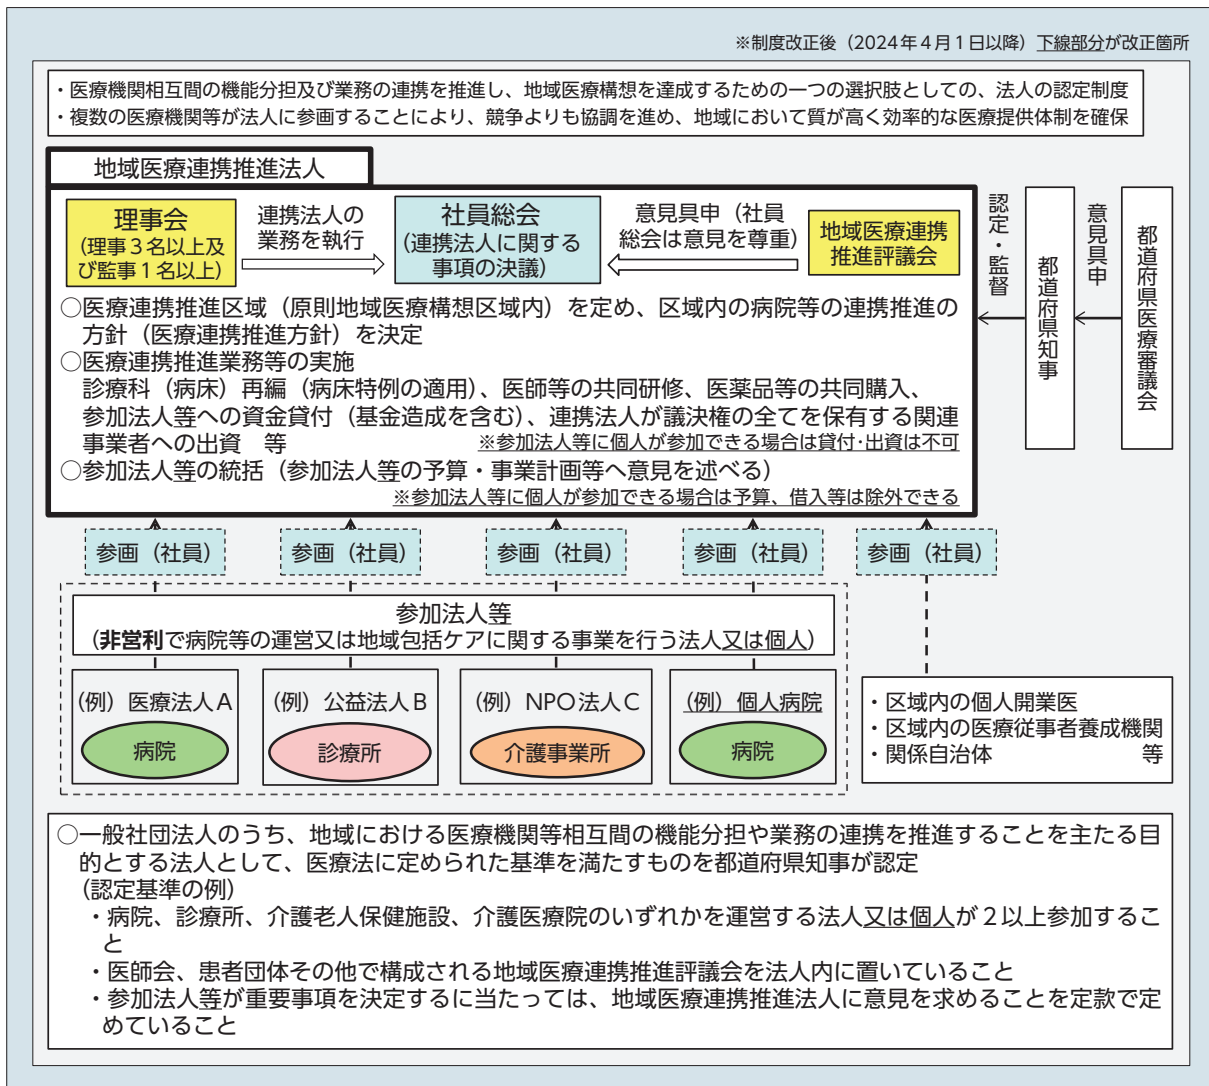 ※制度改正後（2024年4月1日以降）下線部分が改正箇所
・医療機関相互間の機能分担及び業務の連携を推進し、地域医療構想を達成するための一つの選択肢としての、法人の認定制度
・複数の医療機関等が法人に参画することにより、競争よりも協調を進め、地域において質が高く効率的な医療提供体制を確保
地域医療連携推進法人
理事会
（理事３名以上及
び監事１名以上）
連携法人の
業務を執行
社員総会
（連携法人に関する
事項の決議）
意見具申（社員
総会は意見を尊重）
地域医療連携
推進評議会
認定・監督
都道府県知事
意見具申
都道府県医療審議会
○医療連携推進区域（原則地域医療構想区域内）を定め、区域内の病院等の連携推進の
方針（医療連携推進方針）を決定
○医療連携推進業務等の実施
診療科（病床）再編（病床特例の適用）、医師等の共同研修、医薬品等の共同購入、
参加法人等への資金貸付（基金造成を含む）、連携法人が議決権の全てを保有する関連
事業者への出資　等
※参加法人等に個人が参加できる場合は貸付･出資は不可
○参加法人等の統括（参加法人等の予算・事業計画等へ意見を述べる）
※参加法人等に個人が参加できる場合は予算、借入等は除外できる
参画（社員）
参画（社員）
参画（社員）
参画（社員）
参画（社員）
参加法人等
（非営利で病院等の運営又は地域包括ケアに関する事業を行う法人又は個人）
（例）医療法人A
病院
（例）公益法人B
診療所
（例）NPO法人C
介護事業所
（例）個人病院
病院
・区域内の個人開業医
・区域内の医療従事者養成機関
・関係自治体　等
○一般社団法人のうち、地域における医療機関等相互間の機能分担や業務の連携を推進することを主たる目
的とする法人として、医療法に定められた基準を満たすものを都道府県知事が認定
（認定基準の例）
・病院、診療所、介護老人保健施設、介護医療院のいずれかを運営する法人又は個人が２以上参加するこ
と
・医師会、患者団体その他で構成される地域医療連携推進評議会を法人内に置いていること
・参加法人等が重要事項を決定するに当たっては、地域医療連携推進法人に意見を求めることを定款で定
めていること